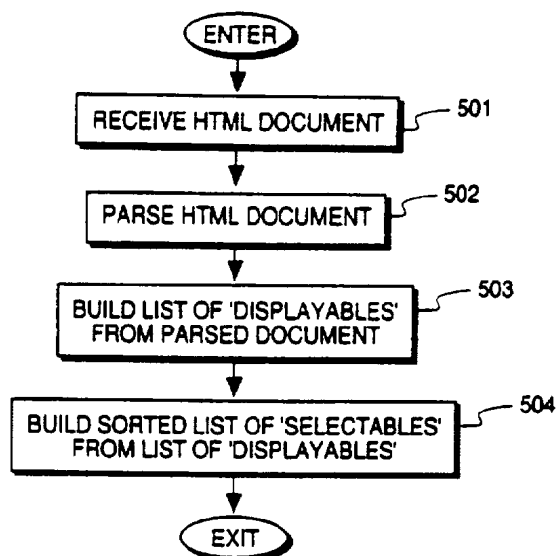 ENTER
RECEIVE HTML DOCUMENT
501
PARSE HTML DOCUMENT
502
BUILD LIST OF 'DISPLAYABLES'
FROM PARSED DOCUMENT
503
BUILD SORTED LIST OF 'SELECTABLES'
FROM LIST OF 'DISPLAYABLES'
504
EXIT